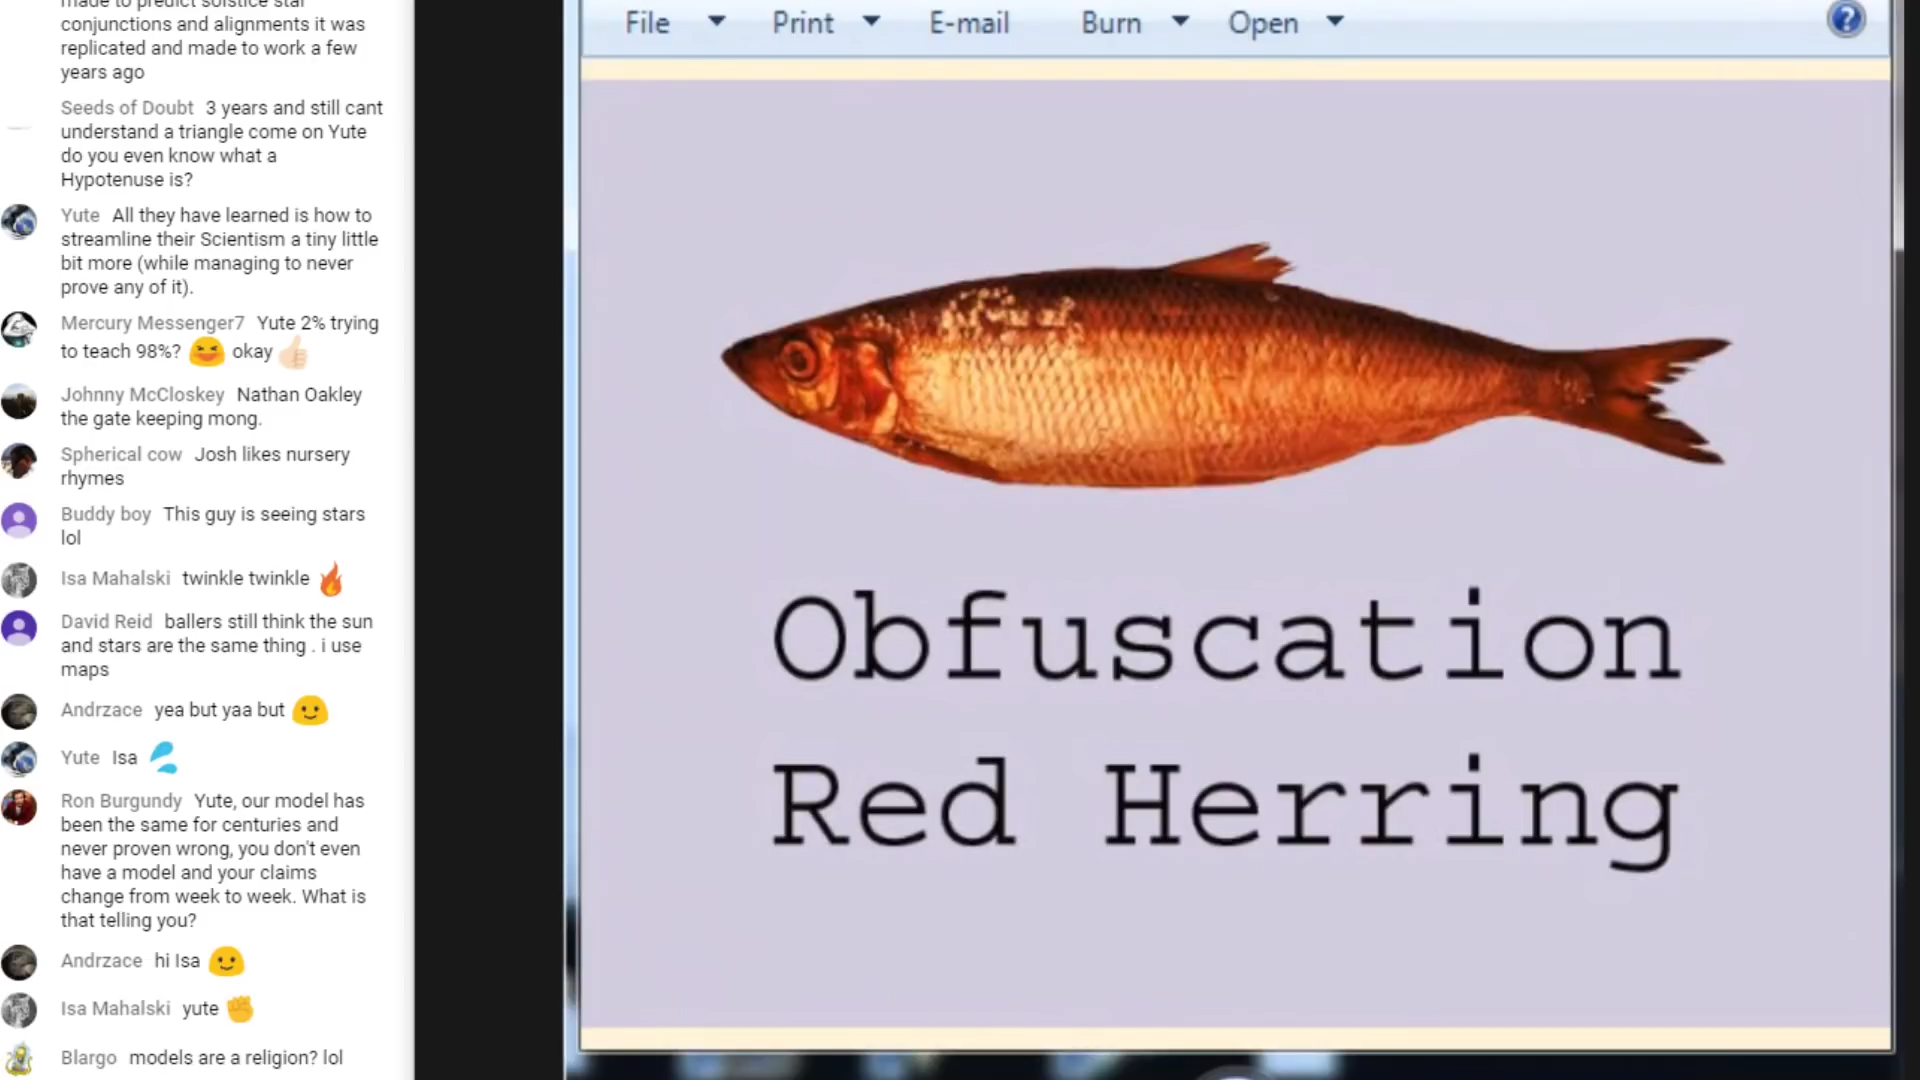 made to predict solstice star
conjunctions and alignments it was
replicated and made to work a few
years ago
Seeds of Doubt 3 years and still cant
understand a triangle come on Yute
do you even know what a
Hypotenuse is?
Yute All they have learned is how to
streamline their Scientism a tiny little
bit more (while managing to never
prove any of it).
Mercury Messenger7 Yute 2% trying
to teach 98%? 😆 okay 👍🏻
Johnny McCloskey Nathan Oakley
the gate keeping mong.
Spherical cow Josh likes nursery
rhymes
Buddy boy This guy is seeing stars
lol
Isa Mahalski twinkle twinkle 🔥
David Reid ballers still think the sun
and stars are the same thing . i use
maps
Andrzace yea but yaa but 🙂
Yute Isa 💦
Ron Burgundy Yute, our model has
been the same for centuries and
never proven wrong, you don't even
have a model and your claims
change from week to week. What is
that telling you?
Andrzace hi Isa 🙂
Isa Mahalski yute ✊
Blargo models are a religion? lol
File Print E-mail Burn Open ?
Obfuscation
Red Herring